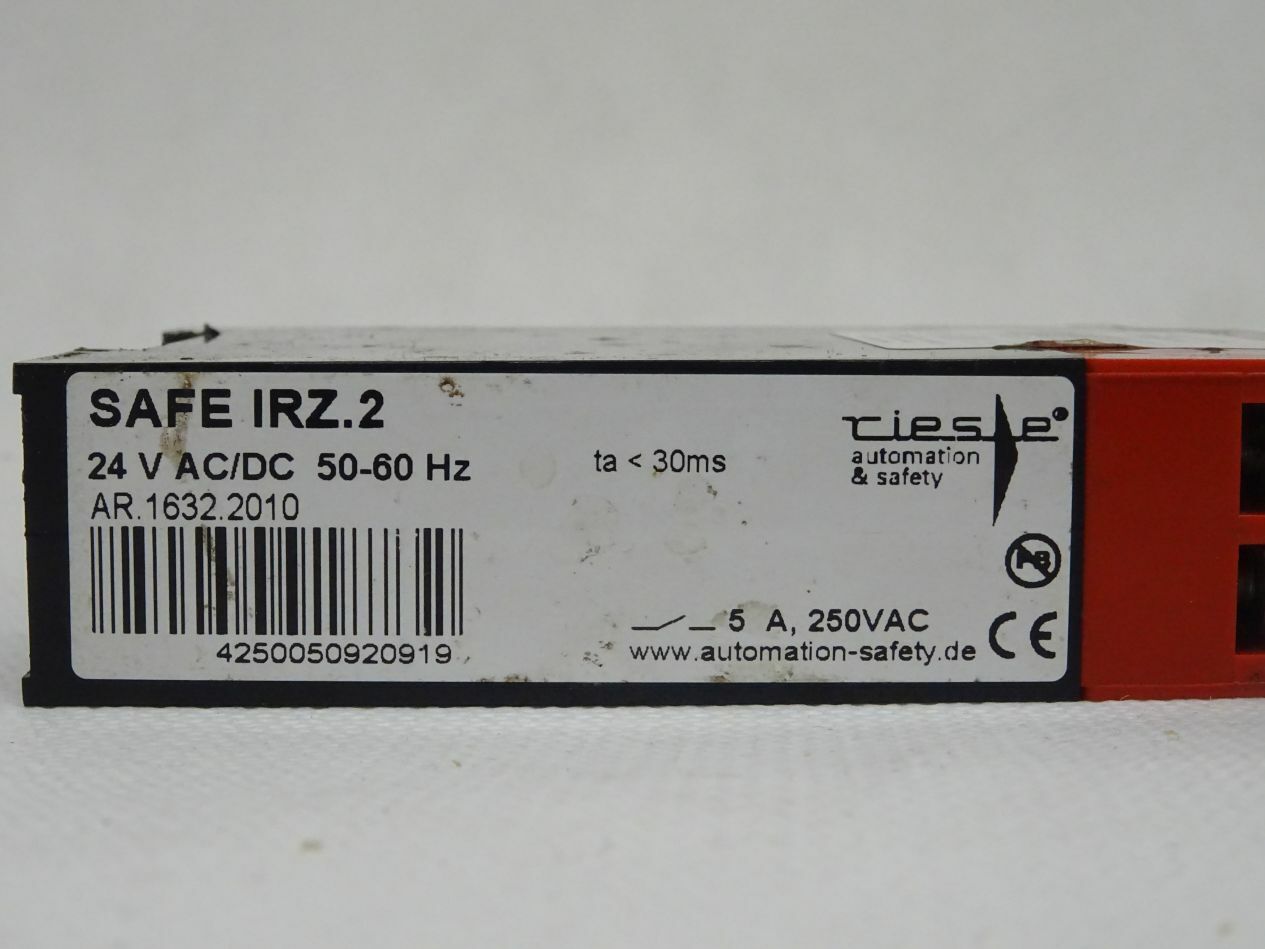 SAFE IRZ.2
24 V AC/DC 50-60 Hz
AR.1632.2010
4250050920919
ta < 30ms
riese
automation
& safety
PB
5 A, 250VAC
www.automation-safety.de
CE